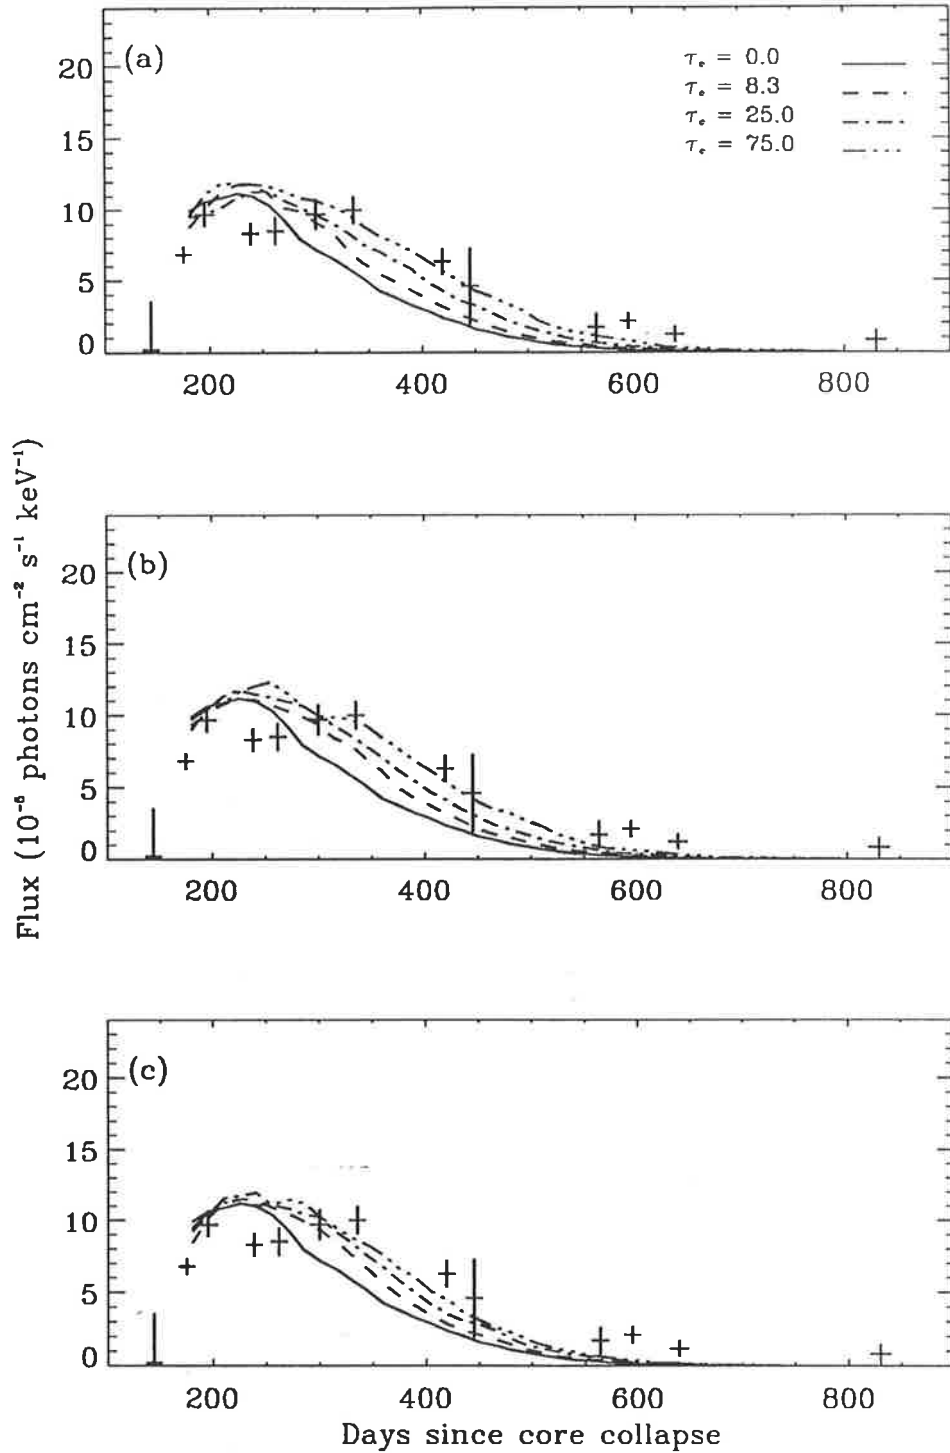 (a)
τₑ = 0.0
τₑ = 8.3
τₑ = 25.0
τₑ = 75.0
20
15
10
5
0
200 400 600 800
(b)
20
15
10
5
0
200 400 600 800
Flux (10⁻⁵ photons cm⁻² s⁻¹ keV⁻¹)
(c)
20
15
10
5
0
200 400 600 800
Days since core collapse